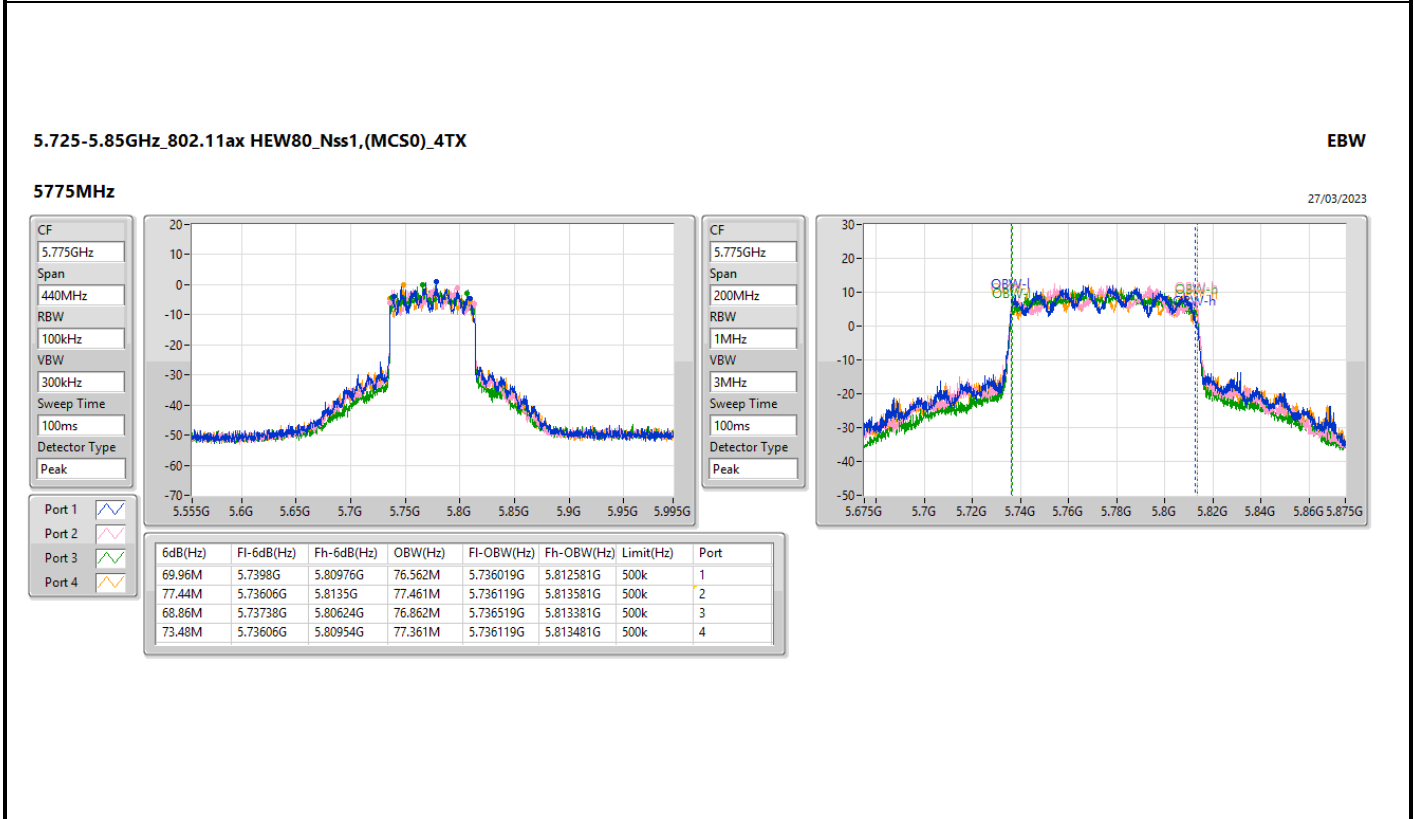 5.725-5.85GHz_802.11ax HEW80_Nss1,(MCS0)_4TX
EBW
5775MHz
27/03/2023
CF
5.775GHz
Span
440MHz
RBW
100kHz
VBW
300kHz
Sweep Time
100ms
Detector Type
Peak
20
10
0
-10
-20
-30
-40
-50
-60
-70
5.555G 5.6G 5.65G 5.7G 5.75G 5.8G 5.85G 5.9G 5.95G 5.995G
CF
5.775GHz
Span
200MHz
RBW
1MHz
VBW
3MHz
Sweep Time
100ms
Detector Type
Peak
30
20
10
0
-10
-20
-30
-40
-50
OBW-l
OBW-h
OBW-h
5.675G 5.7G 5.72G 5.74G 5.76G 5.78G 5.8G 5.82G 5.84G 5.86G 5.875G
Port 1
Port 2
Port 3
Port 4
6dB(Hz) Fl-6dB(Hz) Fh-6dB(Hz) OBW(Hz) Fl-OBW(Hz) Fh-OBW(Hz) Limit(Hz) Port
69.96M 5.7398G 5.80976G 76.562M 5.736019G 5.812581G 500k 1
77.44M 5.73606G 5.8135G 77.461M 5.736119G 5.813581G 500k 2
68.86M 5.73738G 5.80624G 76.862M 5.736519G 5.813381G 500k 3
73.48M 5.73606G 5.80954G 77.361M 5.736119G 5.813481G 500k 4